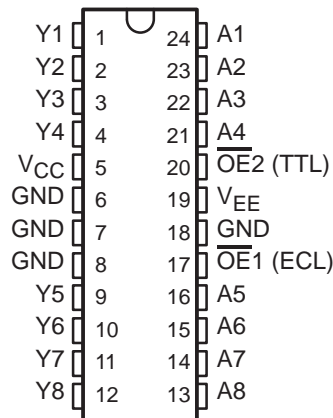 Y1 1 24 A1
Y2 2 23 A2
Y3 3 22 A3
Y4 4 21 A4
VCC 5 20 OE2 (TTL)
GND 6 19 VEE
GND 7 18 GND
GND 8 17 OE1 (ECL)
Y5 9 16 A5
Y6 10 15 A6
Y7 11 14 A7
Y8 12 13 A8